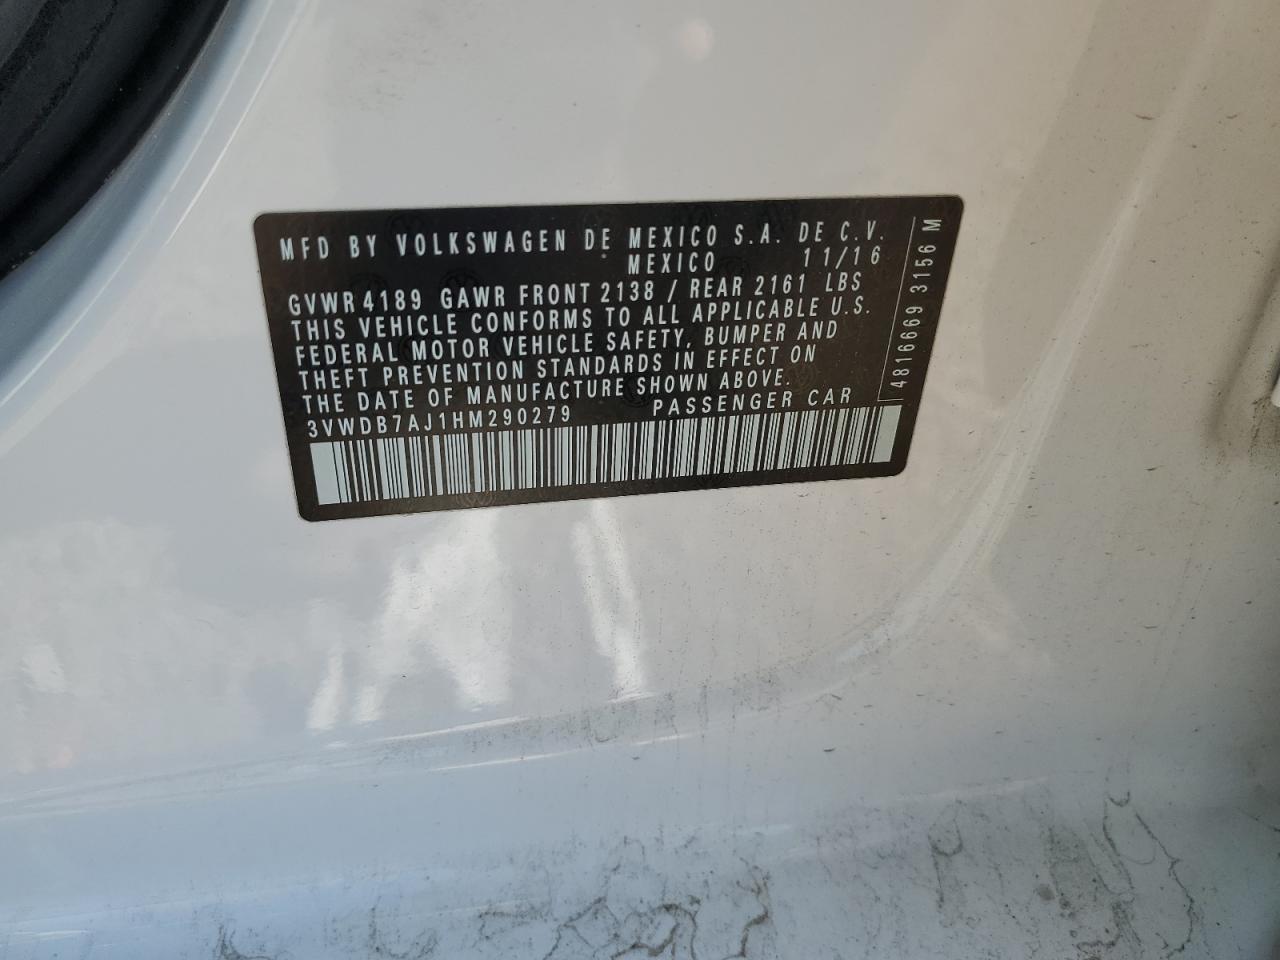 MFD BY VOLKSWAGEN DE MEXICO S.A. DE C.V.
MEXICO 11/16
GVWR 4189 GAWR FRONT 2138 / REAR 2161 LBS
THIS VEHICLE CONFORMS TO ALL APPLICABLE U.S.
FEDERAL MOTOR VEHICLE SAFETY, BUMPER AND
THEFT PREVENTION STANDARDS IN EFFECT ON
THE DATE OF MANUFACTURE SHOWN ABOVE.
3VWDB7AJ1HM290279 PASSENGER CAR
4816669 3156 M